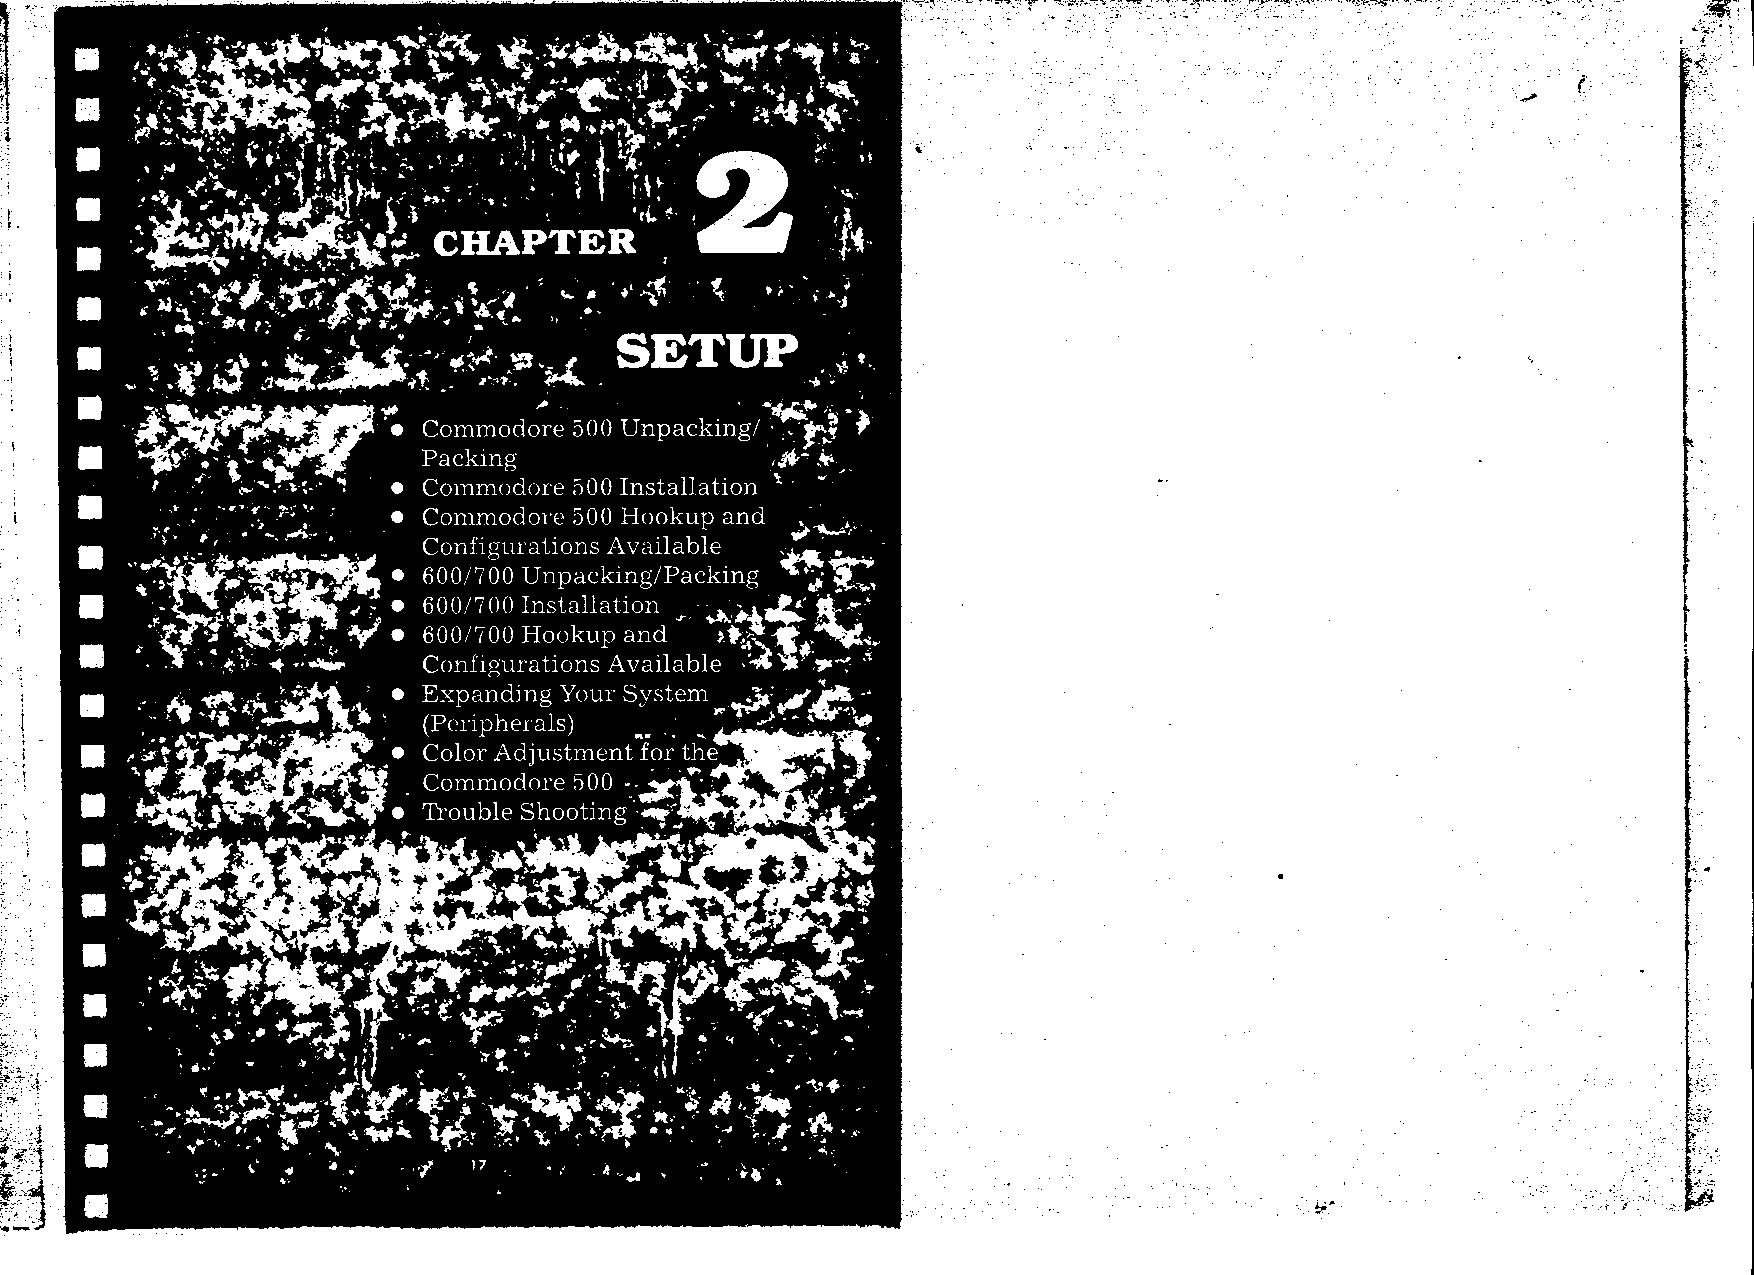 CHAPTER 2
SETUP
● Commodore 500 Unpacking/
Packing
● Commodore 500 Installation
● Commodore 500 Hookup and
Configurations Available
● 600/700 Unpacking/Packing
● 600/700 Installation
● 600/700 Hookup and
Configurations Available
● Expanding Your System
(Peripherals)
● Color Adjustment for the
Commodore 500
● Trouble Shooting
17